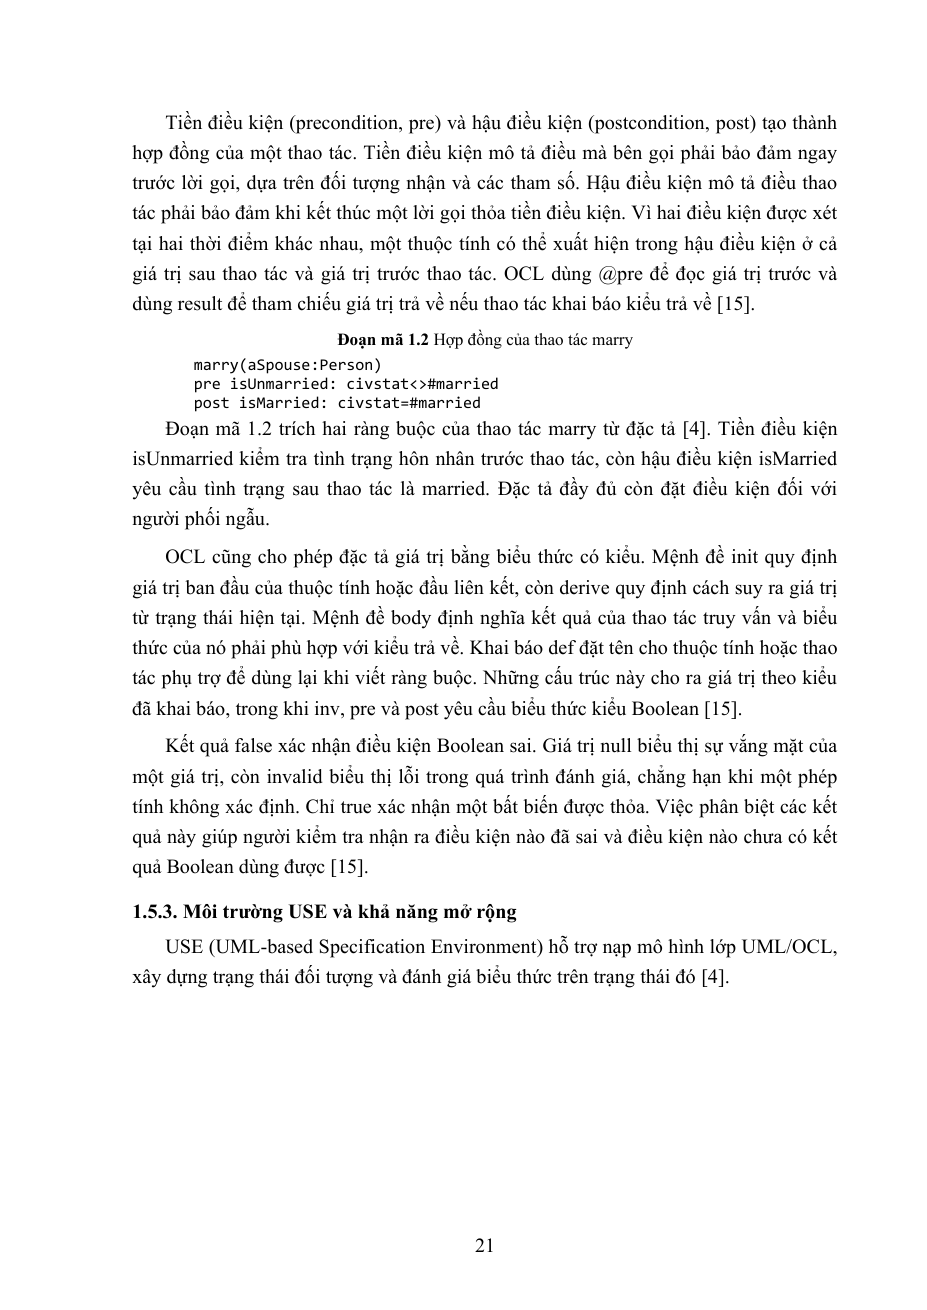 Tiền điều kiện (precondition, pre) và hậu điều kiện (postcondition, post) tạo thành
hợp đồng của một thao tác. Tiền điều kiện mô tả điều mà bên gọi phải bảo đảm ngay
trước lời gọi, dựa trên đối tượng nhận và các tham số. Hậu điều kiện mô tả điều thao
tác phải bảo đảm khi kết thúc một lời gọi thỏa tiền điều kiện. Vì hai điều kiện được xét
tại hai thời điểm khác nhau, một thuộc tính có thể xuất hiện trong hậu điều kiện ở cả
giá trị sau thao tác và giá trị trước thao tác. OCL dùng @pre để đọc giá trị trước và
dùng result để tham chiếu giá trị trả về nếu thao tác khai báo kiểu trả về [15].
Đoạn mã 1.2 Hợp đồng của thao tác marry
marry(aSpouse:Person)
pre isUnmarried: civstat<>#married
post isMarried: civstat=#married
Đoạn mã 1.2 trích hai ràng buộc của thao tác marry từ đặc tả [4]. Tiền điều kiện
isUnmarried kiểm tra tình trạng hôn nhân trước thao tác, còn hậu điều kiện isMarried
yêu cầu tình trạng sau thao tác là married. Đặc tả đầy đủ còn đặt điều kiện đối với
người phối ngẫu.
OCL cũng cho phép đặc tả giá trị bằng biểu thức có kiểu. Mệnh đề init quy định
giá trị ban đầu của thuộc tính hoặc đầu liên kết, còn derive quy định cách suy ra giá trị
từ trạng thái hiện tại. Mệnh đề body định nghĩa kết quả của thao tác truy vấn và biểu
thức của nó phải phù hợp với kiểu trả về. Khai báo def đặt tên cho thuộc tính hoặc thao
tác phụ trợ để dùng lại khi viết ràng buộc. Những cấu trúc này cho ra giá trị theo kiểu
đã khai báo, trong khi inv, pre và post yêu cầu biểu thức kiểu Boolean [15].
Kết quả false xác nhận điều kiện Boolean sai. Giá trị null biểu thị sự vắng mặt của
một giá trị, còn invalid biểu thị lỗi trong quá trình đánh giá, chẳng hạn khi một phép
tính không xác định. Chỉ true xác nhận một bất biến được thỏa. Việc phân biệt các kết
quả này giúp người kiểm tra nhận ra điều kiện nào đã sai và điều kiện nào chưa có kết
quả Boolean dùng được [15].
1.5.3. Môi trường USE và khả năng mở rộng
USE (UML-based Specification Environment) hỗ trợ nạp mô hình lớp UML/OCL,
xây dựng trạng thái đối tượng và đánh giá biểu thức trên trạng thái đó [4].
21